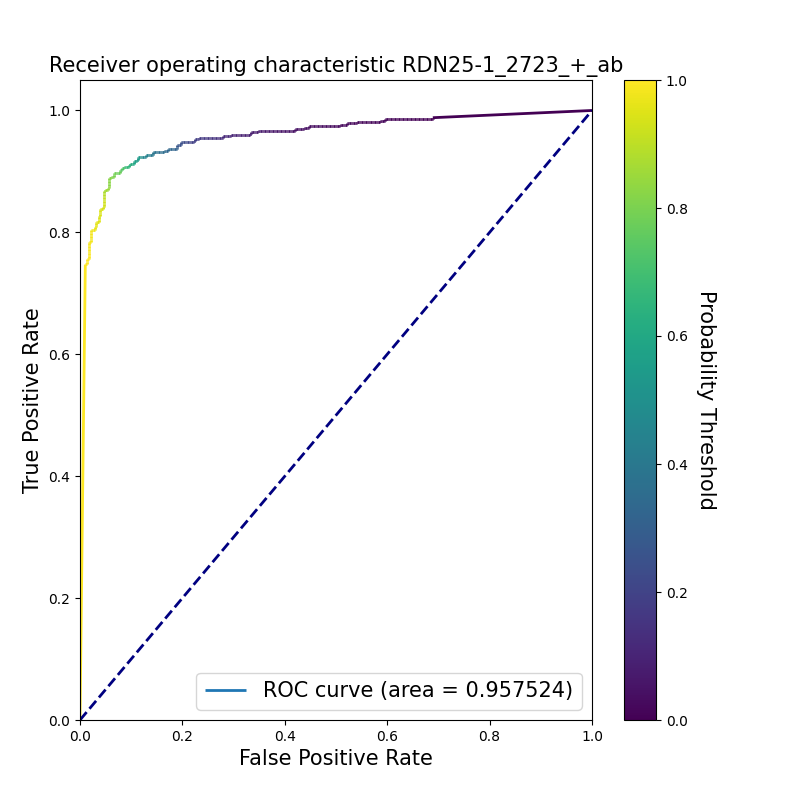 Receiver operating characteristic RDN25-1_2723_+_ab
True Positive Rate
1.0
0.8
0.6
0.4
0.2
0.0
0.0 0.2 0.4 0.6 0.8 1.0
False Positive Rate
ROC curve (area = 0.957524)
1.0
0.8
0.6
0.4
0.2
0.0
Probability Threshold